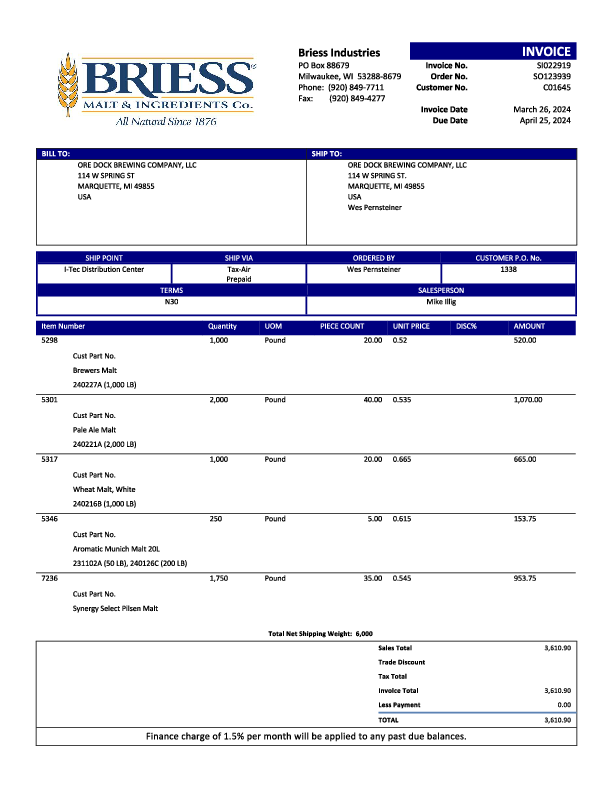 BRIESS®
MALT & INGREDIENTS Co.
All Natural Since 1876
Briess Industries
PO Box 88679
Milwaukee, WI 53288-8679
Phone: (920) 849-7711
Fax: (920) 849-4277
INVOICE
Invoice No. SI022919
Order No. SO123939
Customer No. C01645
Invoice Date March 26, 2024
Due Date April 25, 2024
BILL TO:
ORE DOCK BREWING COMPANY, LLC
114 W SPRING ST
MARQUETTE, MI 49855
USA
SHIP TO:
ORE DOCK BREWING COMPANY, LLC
114 W SPRING ST.
MARQUETTE, MI 49855
USA
Wes Pernsteiner
SHIP POINT SHIP VIA ORDERED BY CUSTOMER P.O. No.
I-Tec Distribution Center Tax-Air Wes Pernsteiner 1338
Prepaid
TERMS SALESPERSON
N30 Mike Illig
Item Number Quantity UOM PIECE COUNT UNIT PRICE DISC% AMOUNT
5298 1,000 Pound 20.00 0.52 520.00
Cust Part No.
Brewers Malt
240227A (1,000 LB)
5301 2,000 Pound 40.00 0.535 1,070.00
Cust Part No.
Pale Ale Malt
240221A (2,000 LB)
5317 1,000 Pound 20.00 0.665 665.00
Cust Part No.
Wheat Malt, White
240216B (1,000 LB)
5346 250 Pound 5.00 0.615 153.75
Cust Part No.
Aromatic Munich Malt 20L
231102A (50 LB), 240126C (200 LB)
7236 1,750 Pound 35.00 0.545 953.75
Cust Part No.
Synergy Select Pilsen Malt
Total Net Shipping Weight: 6,000
Sales Total 3,610.90
Trade Discount
Tax Total
Invoice Total 3,610.90
Less Payment 0.00
TOTAL 3,610.90
Finance charge of 1.5% per month will be applied to any past due balances.